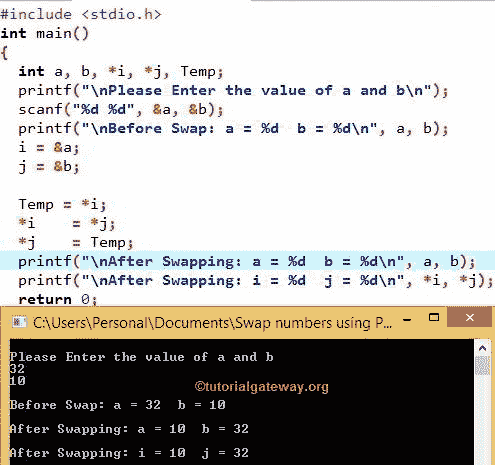 #include <stdio.h>
int main()
{
int a, b, *i, *j, Temp;
printf("\nPlease Enter the value of a and b\n");
scanf("%d %d", &a, &b);
printf("\nBefore Swap: a = %d  b = %d\n", a, b);
i = &a;
j = &b;
Temp = *i;
*i    = *j;
*j    = Temp;
printf("\nAfter Swapping: a = %d  b = %d\n", a, b);
printf("\nAfter Swapping: i = %d  j = %d\n", *i, *j);
return 0;
C:\Users\Personal\Documents\Swap numbers using P...
Please Enter the value of a and b
32
10
©tutorialgateway.org
Before Swap: a = 32  b = 10
After Swapping: a = 10  b = 32
After Swapping: i = 10  j = 32